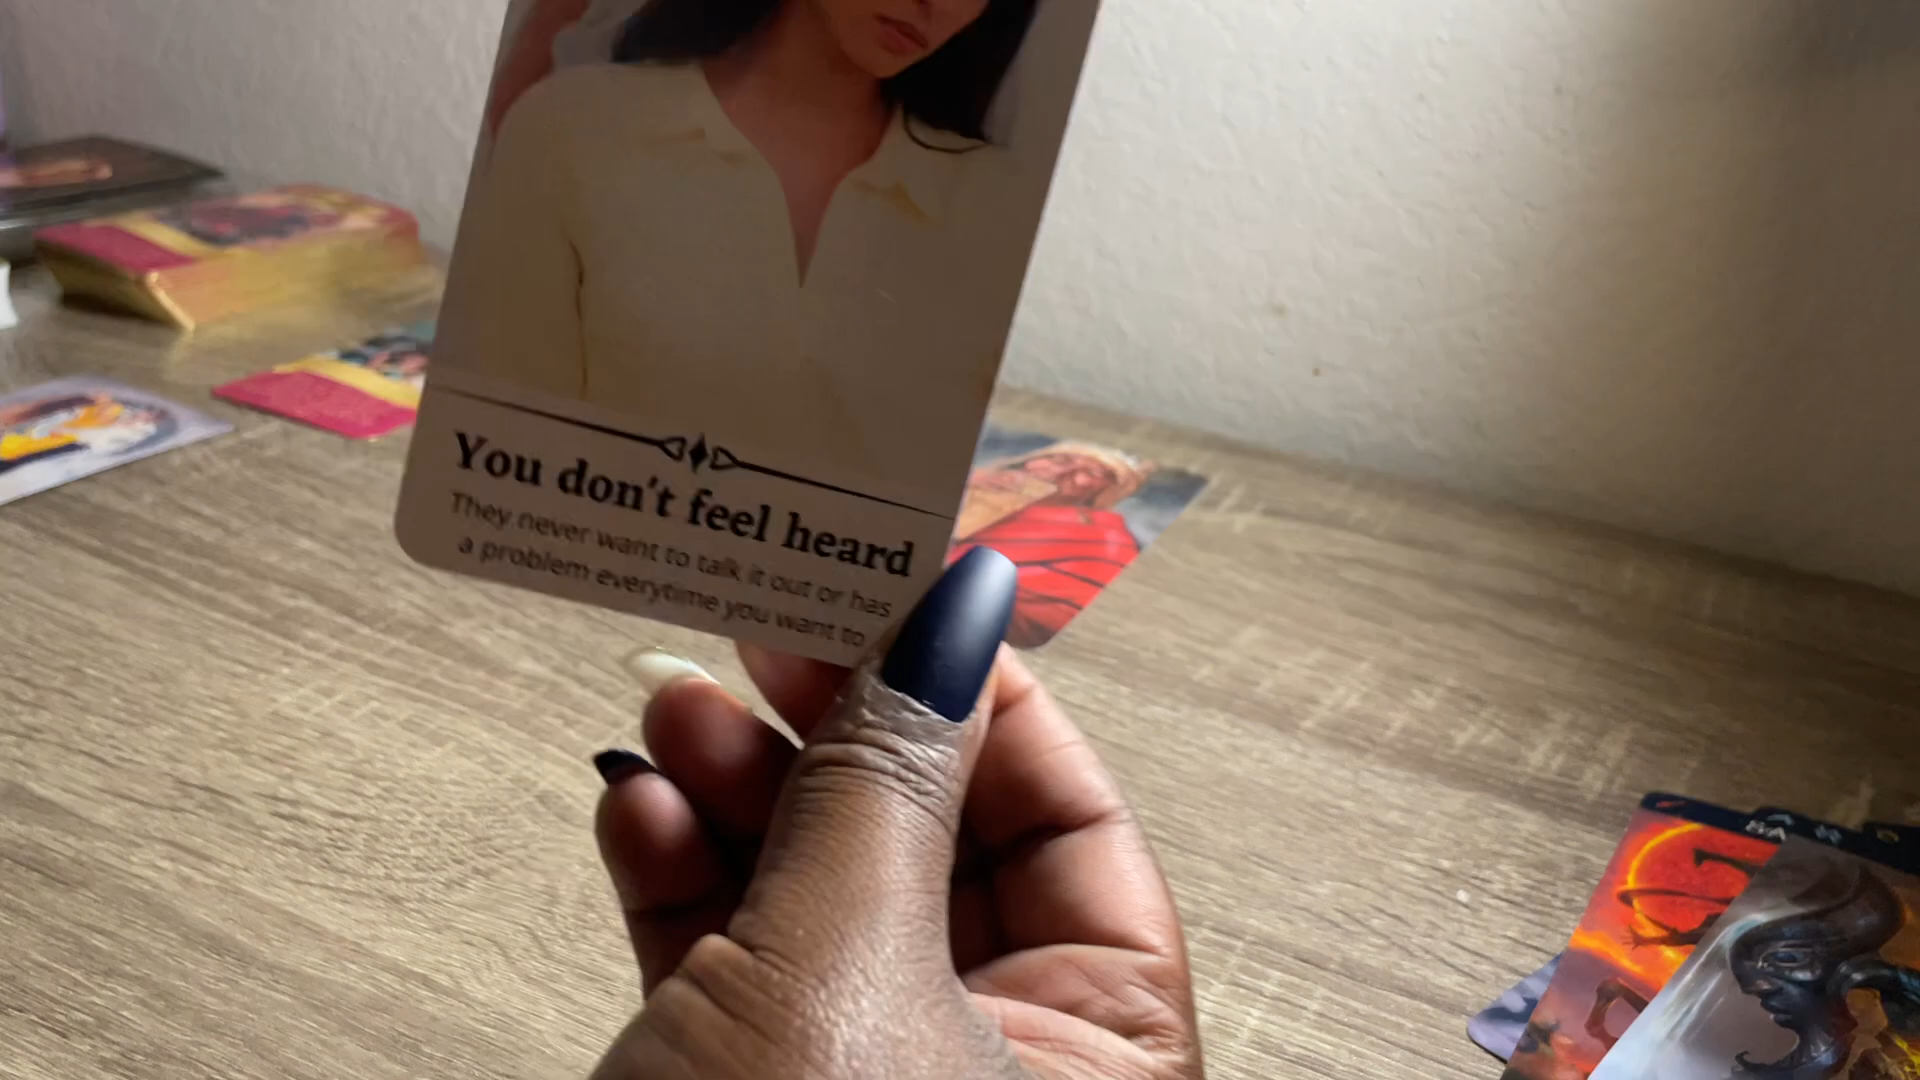 You don't feel heard
They never want to talk it out or has
a problem everytime you want to